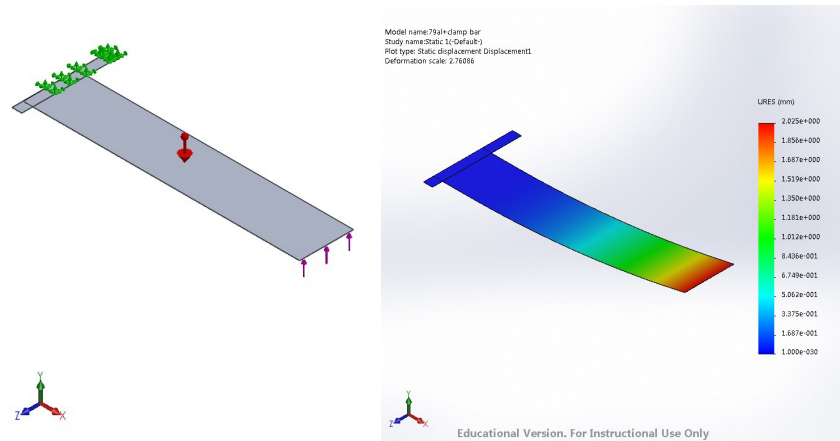 Model name:79al+clamp bar
Study name:Static 1(-Default-)
Plot type: Static displacement Displacement1
Deformation scale: 2.76086
URES (mm)
2.025e+000
1.856e+000
1.687e+000
1.519e+000
1.350e+000
1.181e+000
1.012e+000
8.436e-001
6.749e-001
5.062e-001
3.375e-001
1.687e-001
1.000e-030
Y
Z
X
Y
Z
X
Educational Version. For Instructional Use Only